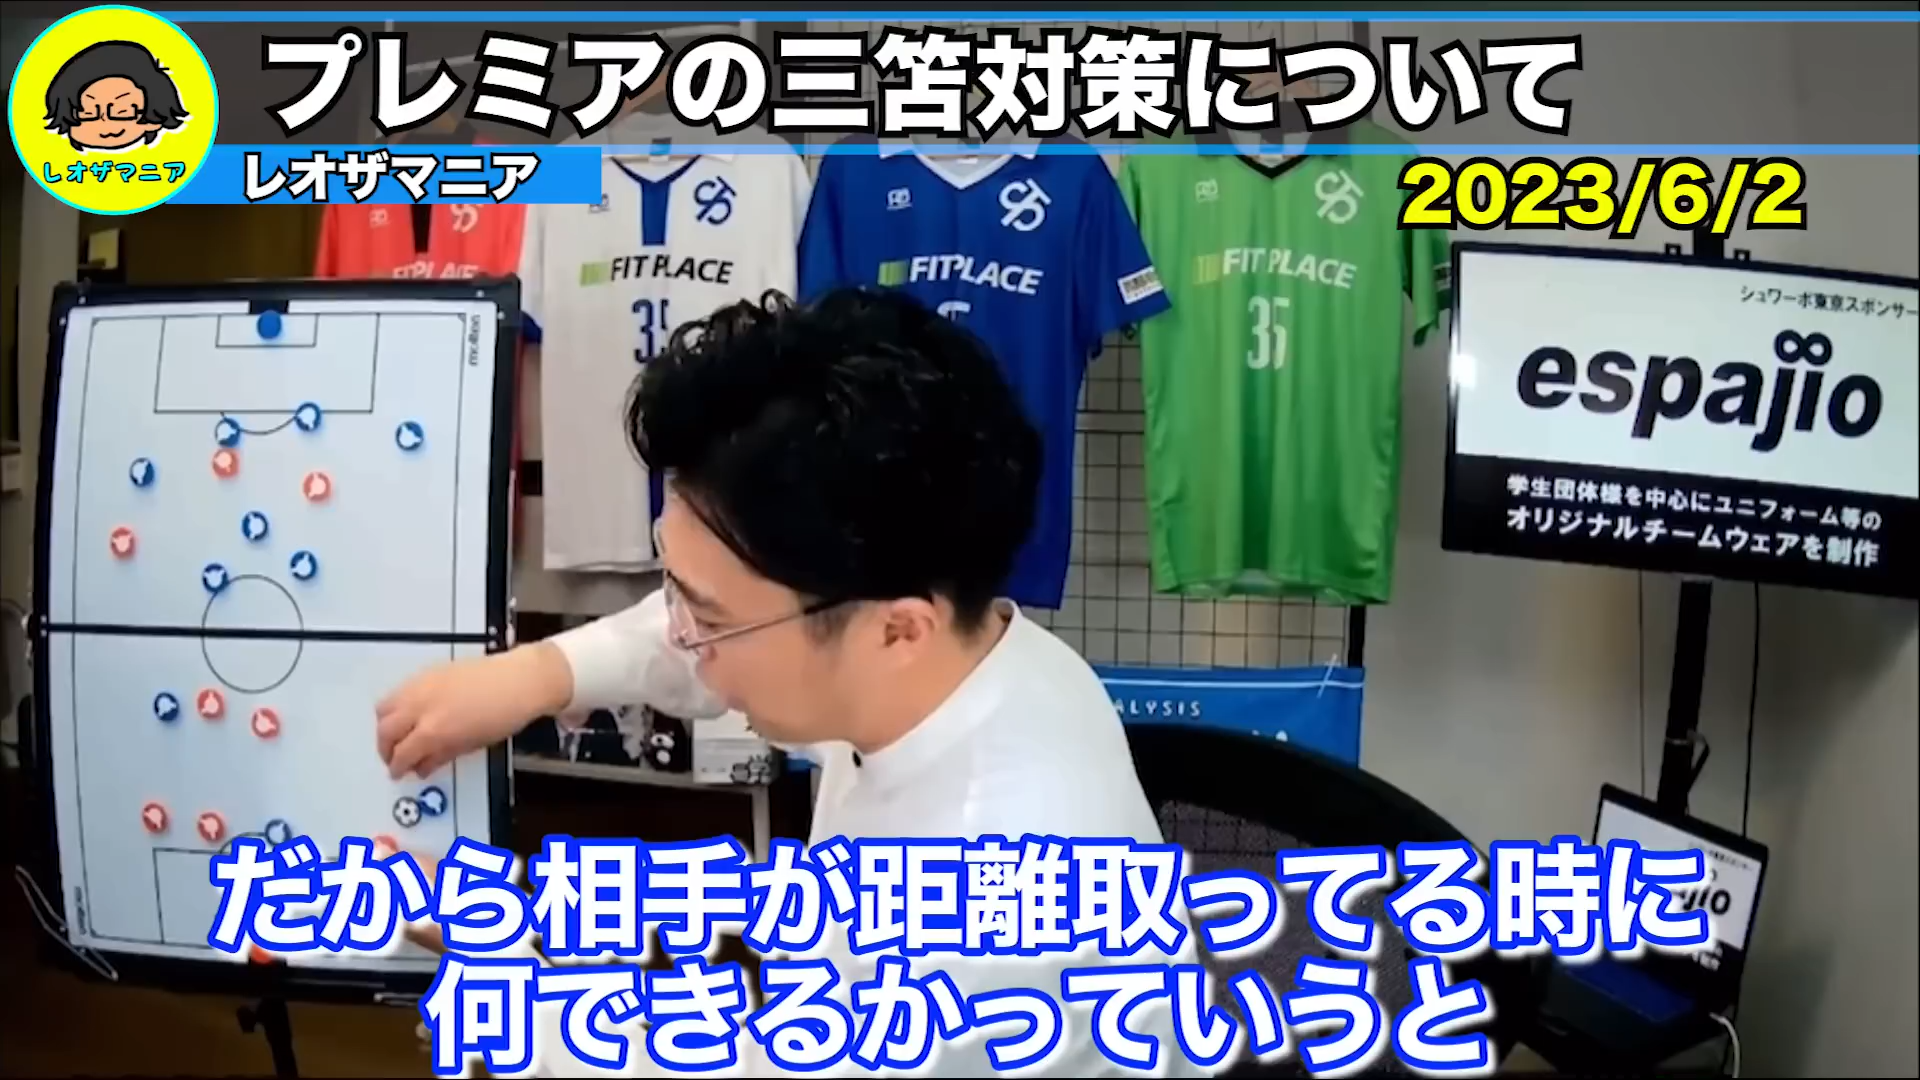 プレミアの三笘対策について
レオザマニア
レオザマニア
2023/6/2
FITPLACE
FITPLACE
FITPLACE
FITPLACE
35
35
molten
シュワーボ東京スポンサー
espajio
学生団体様を中心にユニフォーム等の
オリジナルチームウェアを制作
ALYSIS
だから相手が距離取ってる時に
何できるかっていうと